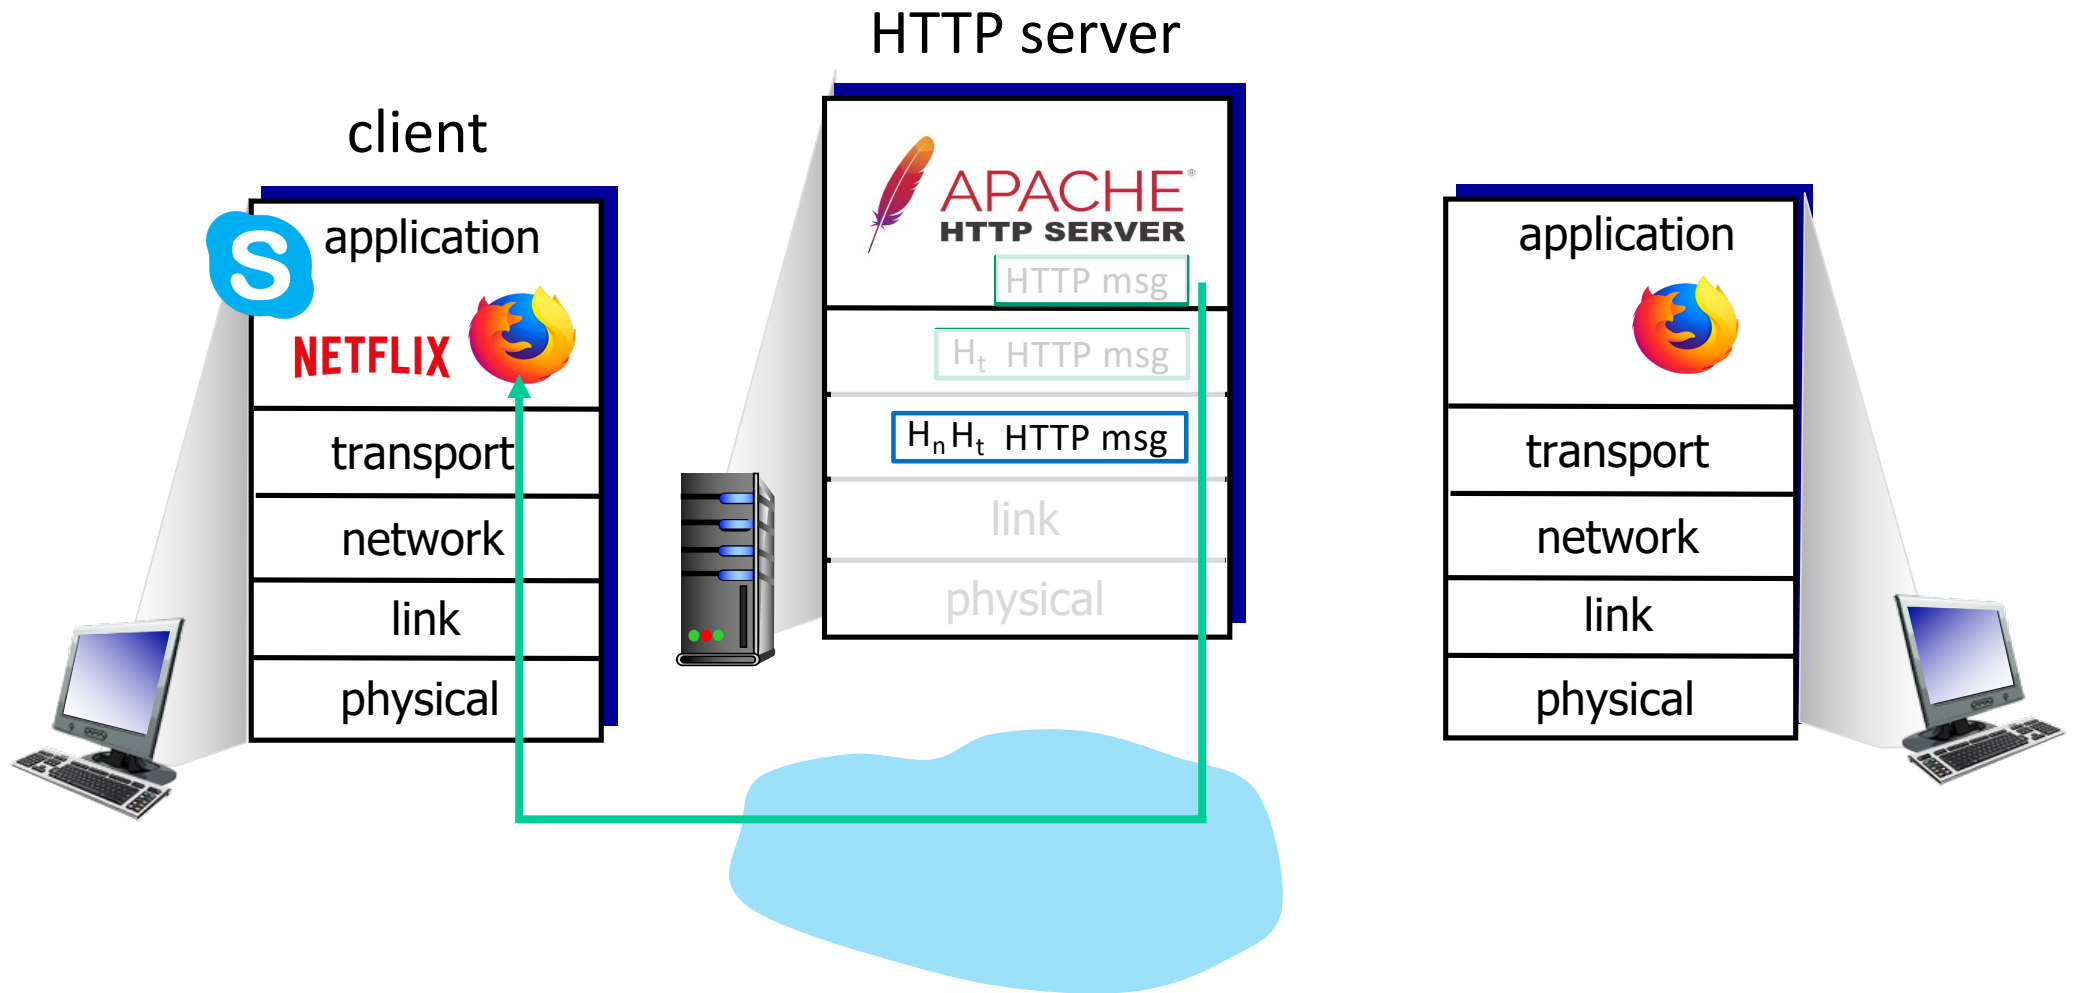 HTTP server
client
APACHE®
HTTP SERVER
HTTP msg
Ht HTTP msg
HnHt HTTP msg
link
physical
S
application
NETFLIX
transport
network
link
physical
application
transport
network
link
physical